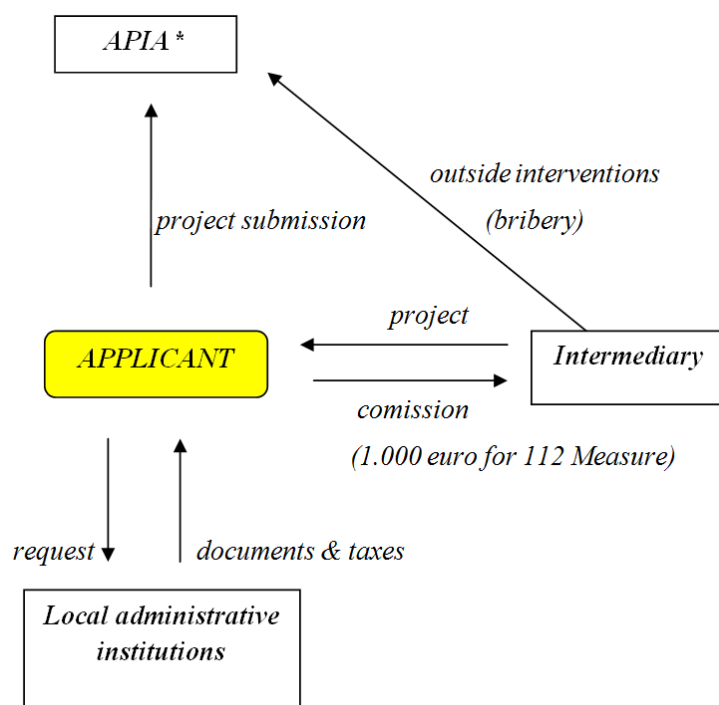 APIA *
outside interventions
(bribery)
project submission
project
APPLICANT
Intermediary
comission
(1.000 euro for 112 Measure)
request
documents & taxes
Local administrative
institutions